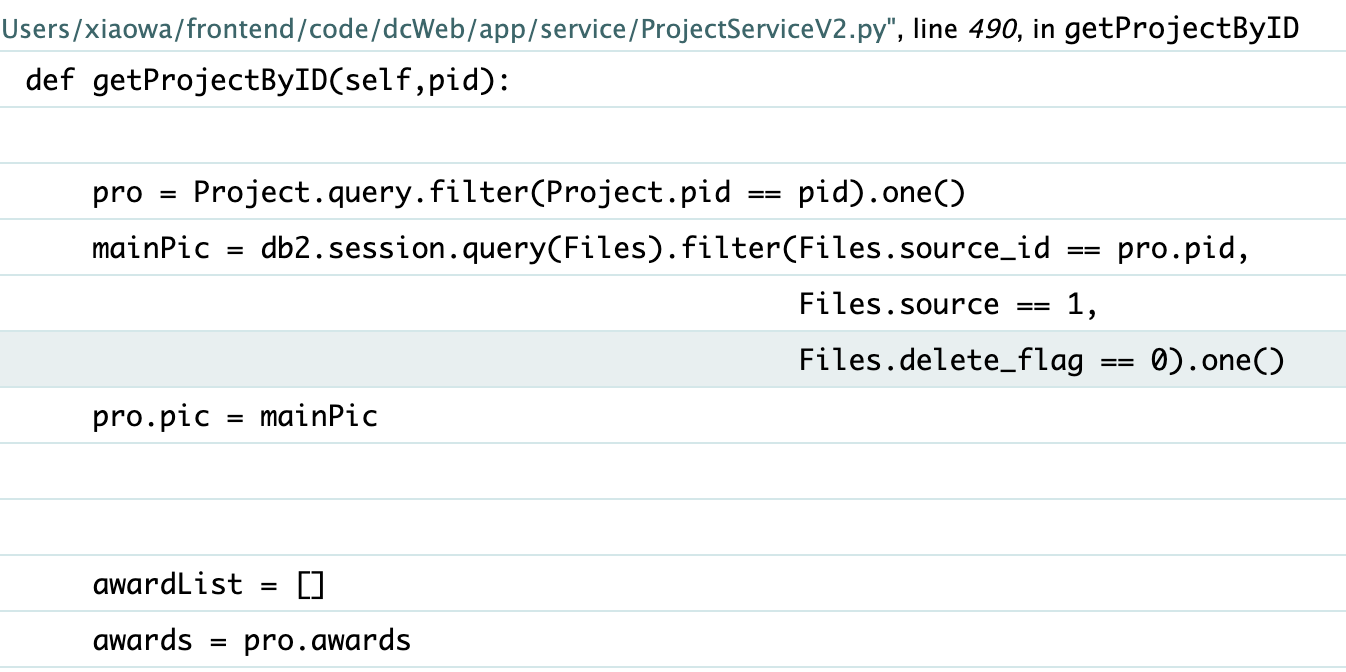 Users/xiaowa/frontend/code/dcWeb/app/service/ProjectServiceV2.py", line 490, in getProjectByID
def getProjectByID(self,pid):
pro = Project.query.filter(Project.pid == pid).one()
mainPic = db2.session.query(Files).filter(Files.source_id == pro.pid,
Files.source == 1,
Files.delete_flag == 0).one()
pro.pic = mainPic
awardList = []
awards = pro.awards